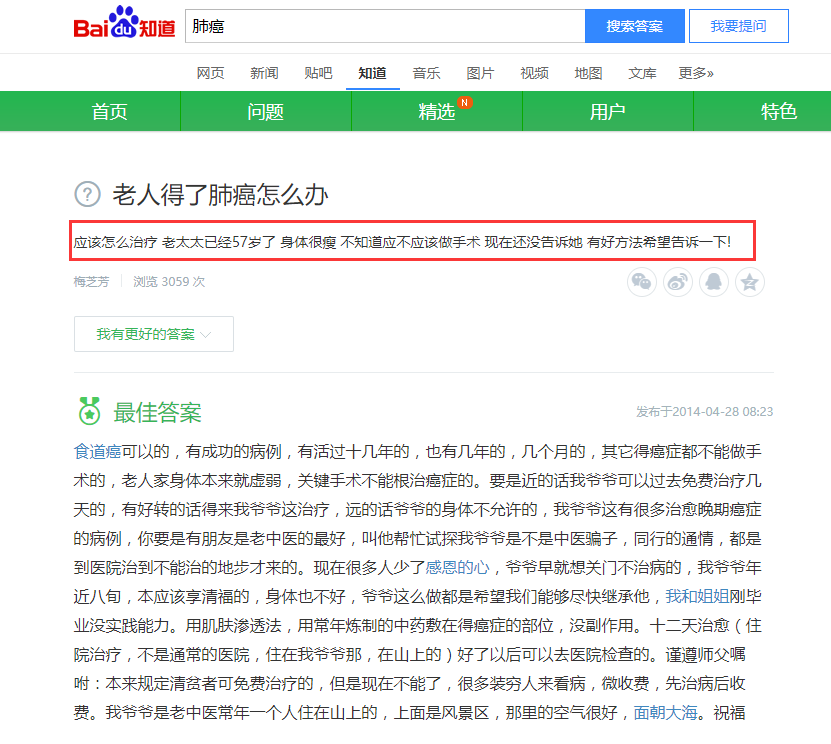 Bai du 知道 肺癌 搜索答案 我要提问
网页 新闻 贴吧 知道 音乐 图片 视频 地图 文库 更多»
首页 问题 精选 N 用户 特色
? 老人得了肺癌怎么办
应该怎么治疗 老太太已经57岁了 身体很瘦 不知道应不应该做手术 现在还没告诉她 有好方法希望告诉一下!
梅芝芳 浏览 3059 次
我有更好的答案
最佳答案 发布于2014-04-28 08:23
食道癌可以的，有成功的病例，有活过十几年的，也有几年的，几个月的，其它得癌症都不能做手
术的，老人家身体本来就虚弱，关键手术不能根治癌症的。要是近的话我爷爷可以过去免费治疗几
天的，有好转的话得来我爷爷这治疗，远的话爷爷的身体不允许的，我爷爷这有很多治愈晚期癌症
的病例，你要是有朋友是老中医的最好，叫他帮忙试探我爷爷是不是中医骗子，同行的通情，都是
到医院治到不能治的地步才来的。现在很多人少了感恩的心，爷爷早就想关门不治病的，我爷爷年
近八旬，本应该享清福的，身体也不好，爷爷这么做都是希望我们能够尽快继承他，我和姐姐刚毕
业没实践能力。用肌肤渗透法，用常年炼制的中药敷在得癌症的部位，没副作用。十二天治愈（住
院治疗，不是通常的医院，住在我爷爷那，在山上的）好了以后可以去医院检查的。谨遵师父嘱
咐：本来规定清贫者可免费治疗的，但是现在不能了，很多装穷人来看病，微收费，先治病后收
费。我爷爷是老中医常年一个人住在山上的，上面是风景区，那里的空气很好，面朝大海。祝福